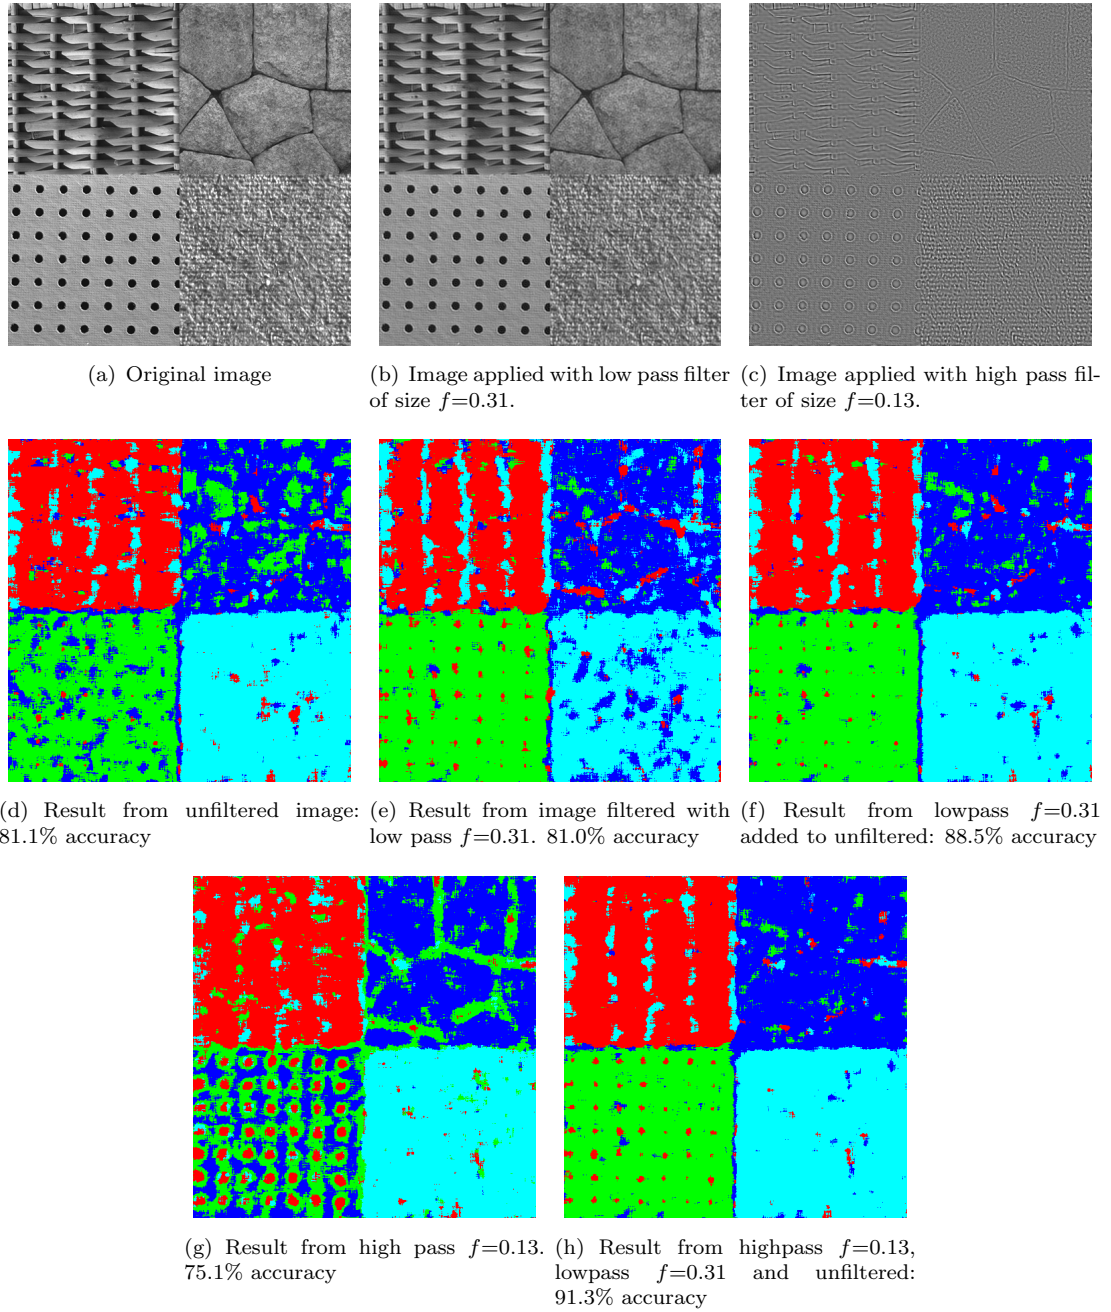 (a) Original image
(b) Image applied with low pass filter
of size f=0.31.
(c) Image applied with high pass fil-
ter of size f=0.13.
(d) Result from unfiltered image:
81.1% accuracy
(e) Result from image filtered with
low pass f=0.31. 81.0% accuracy
(f) Result from lowpass f=0.31
added to unfiltered: 88.5% accuracy
(g) Result from high pass f=0.13.
75.1% accuracy
(h) Result from highpass f=0.13,
lowpass f=0.31 and unfiltered:
91.3% accuracy